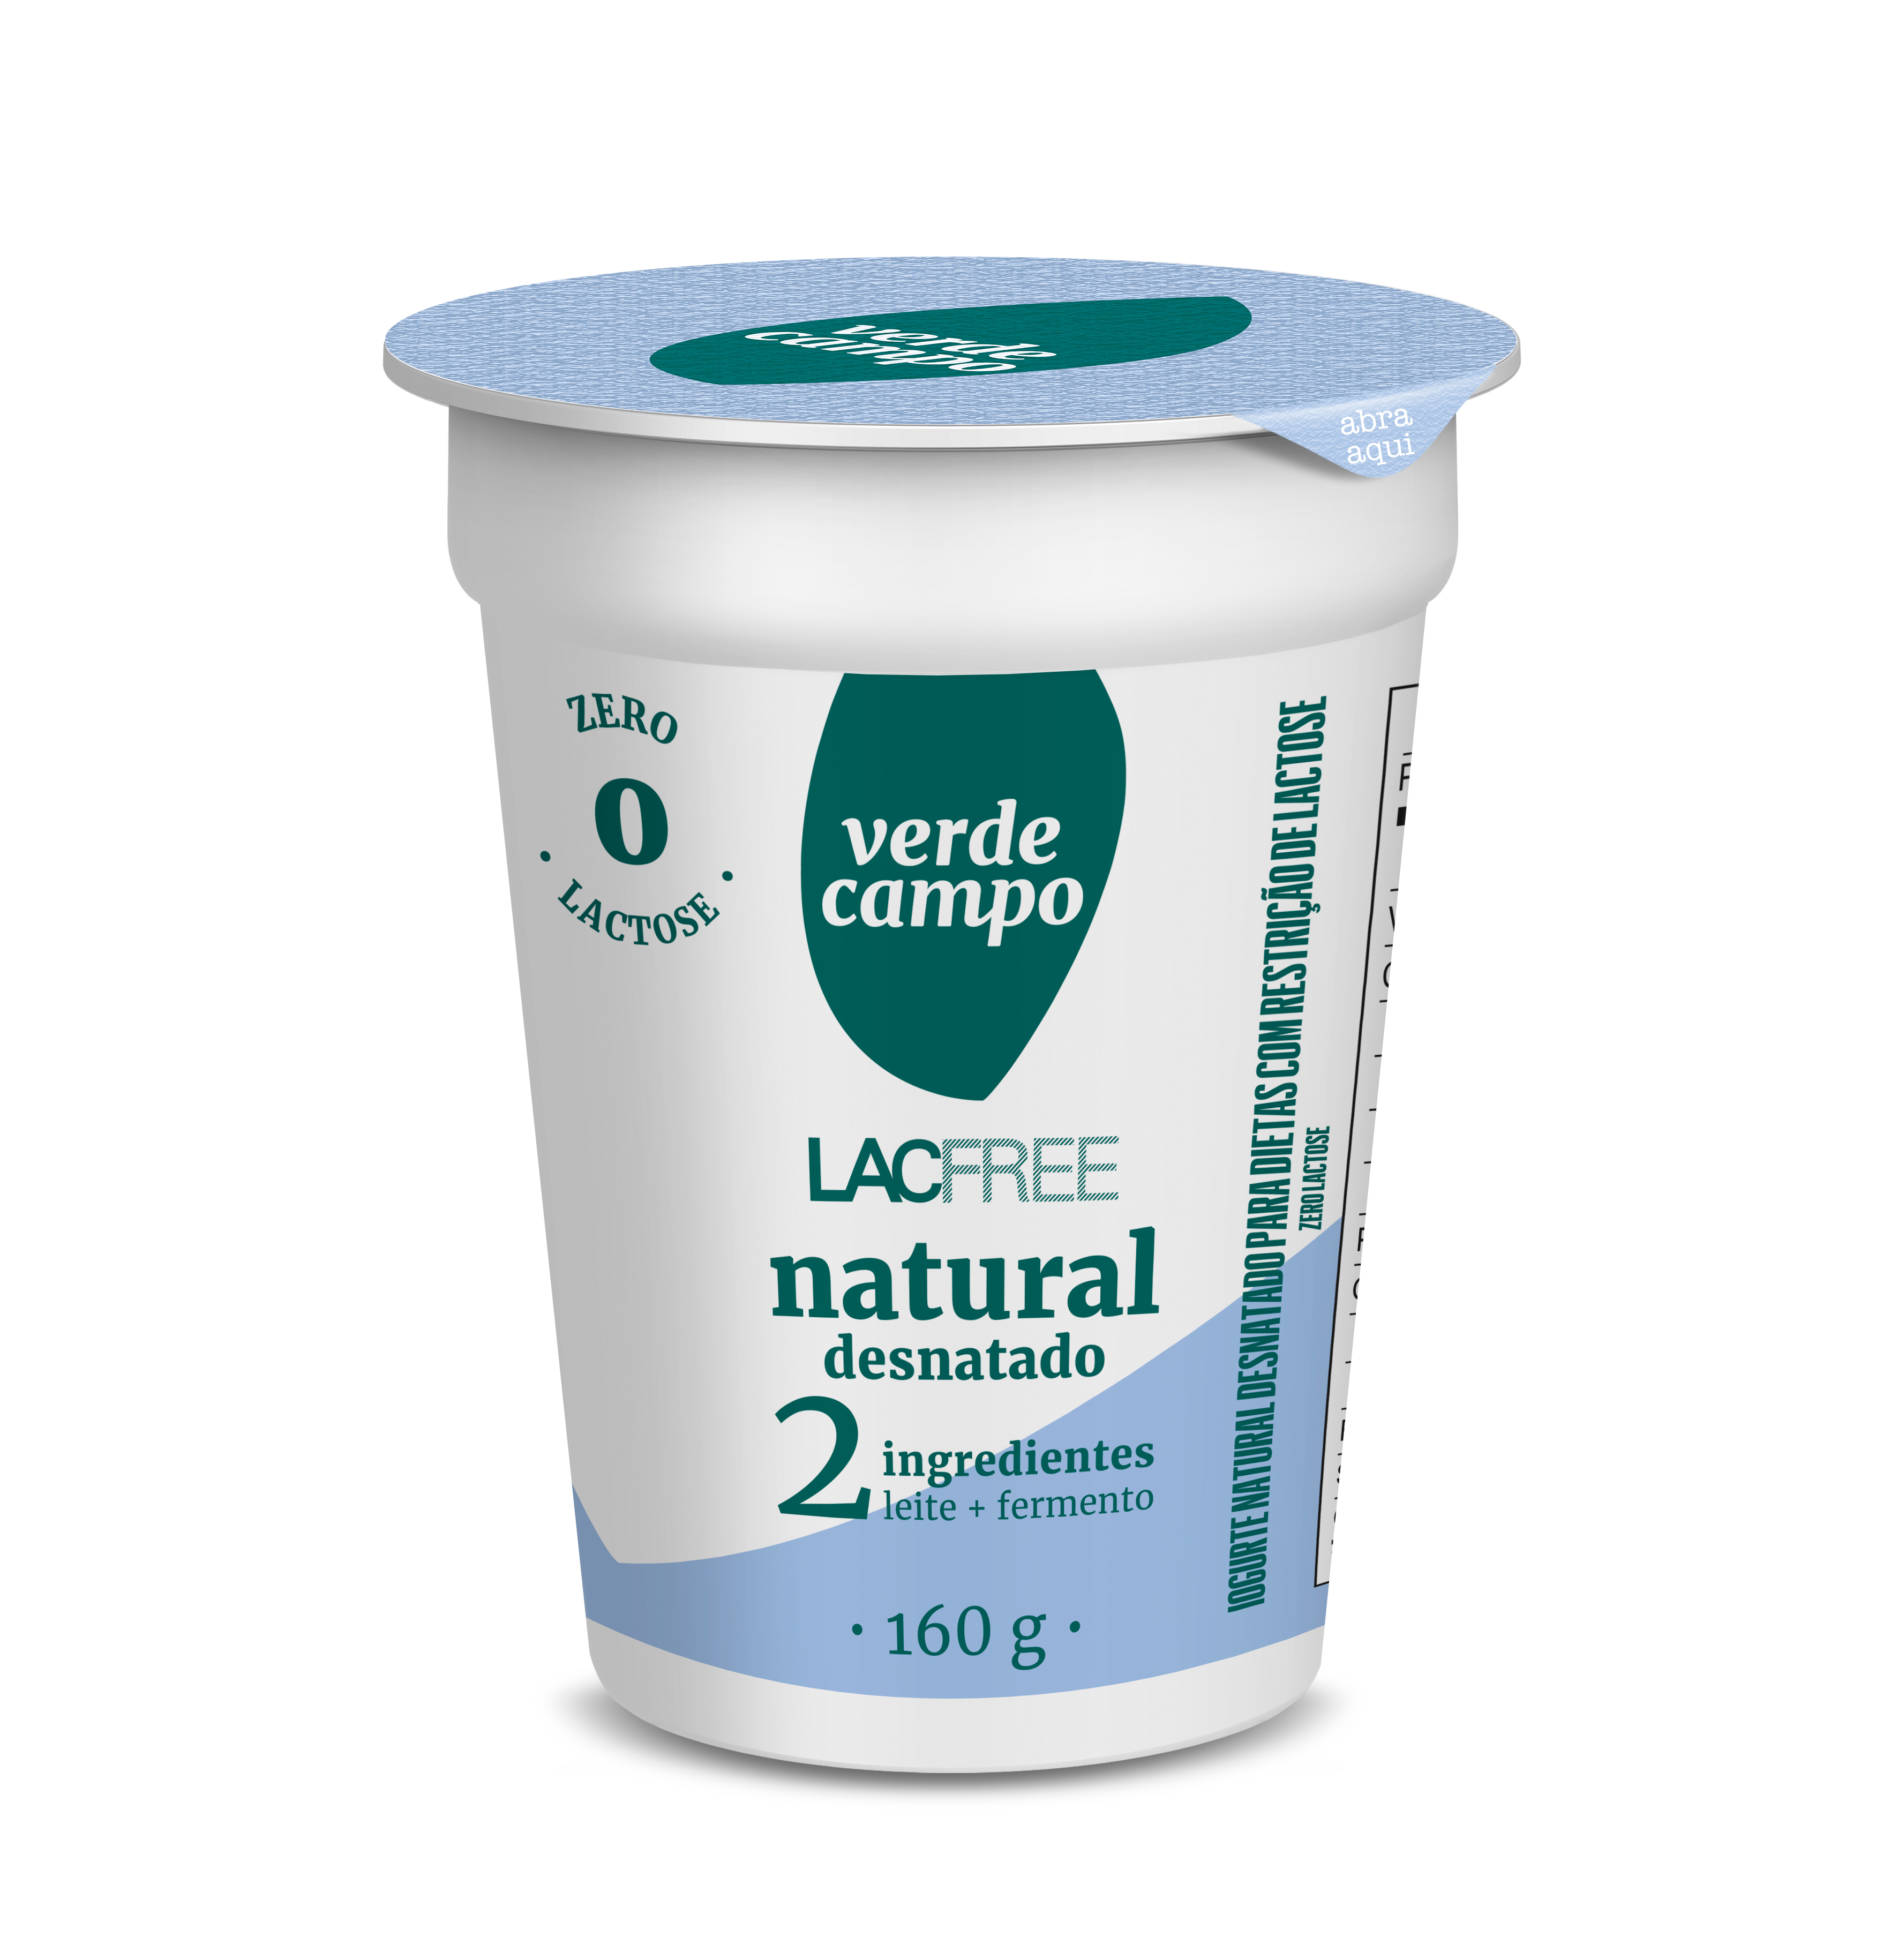 verde
campo
abra
aqui
ZERO
0
LACTOSE
verde
campo
LACFREE
natural
desnatado
2 ingredientes
leite + fermento
• 160 g •
IOGURTE NATURAL DESNATADO PARA DIETAS COM RESTRIÇÃO DE LACTOSE
ZERO LACTOSE